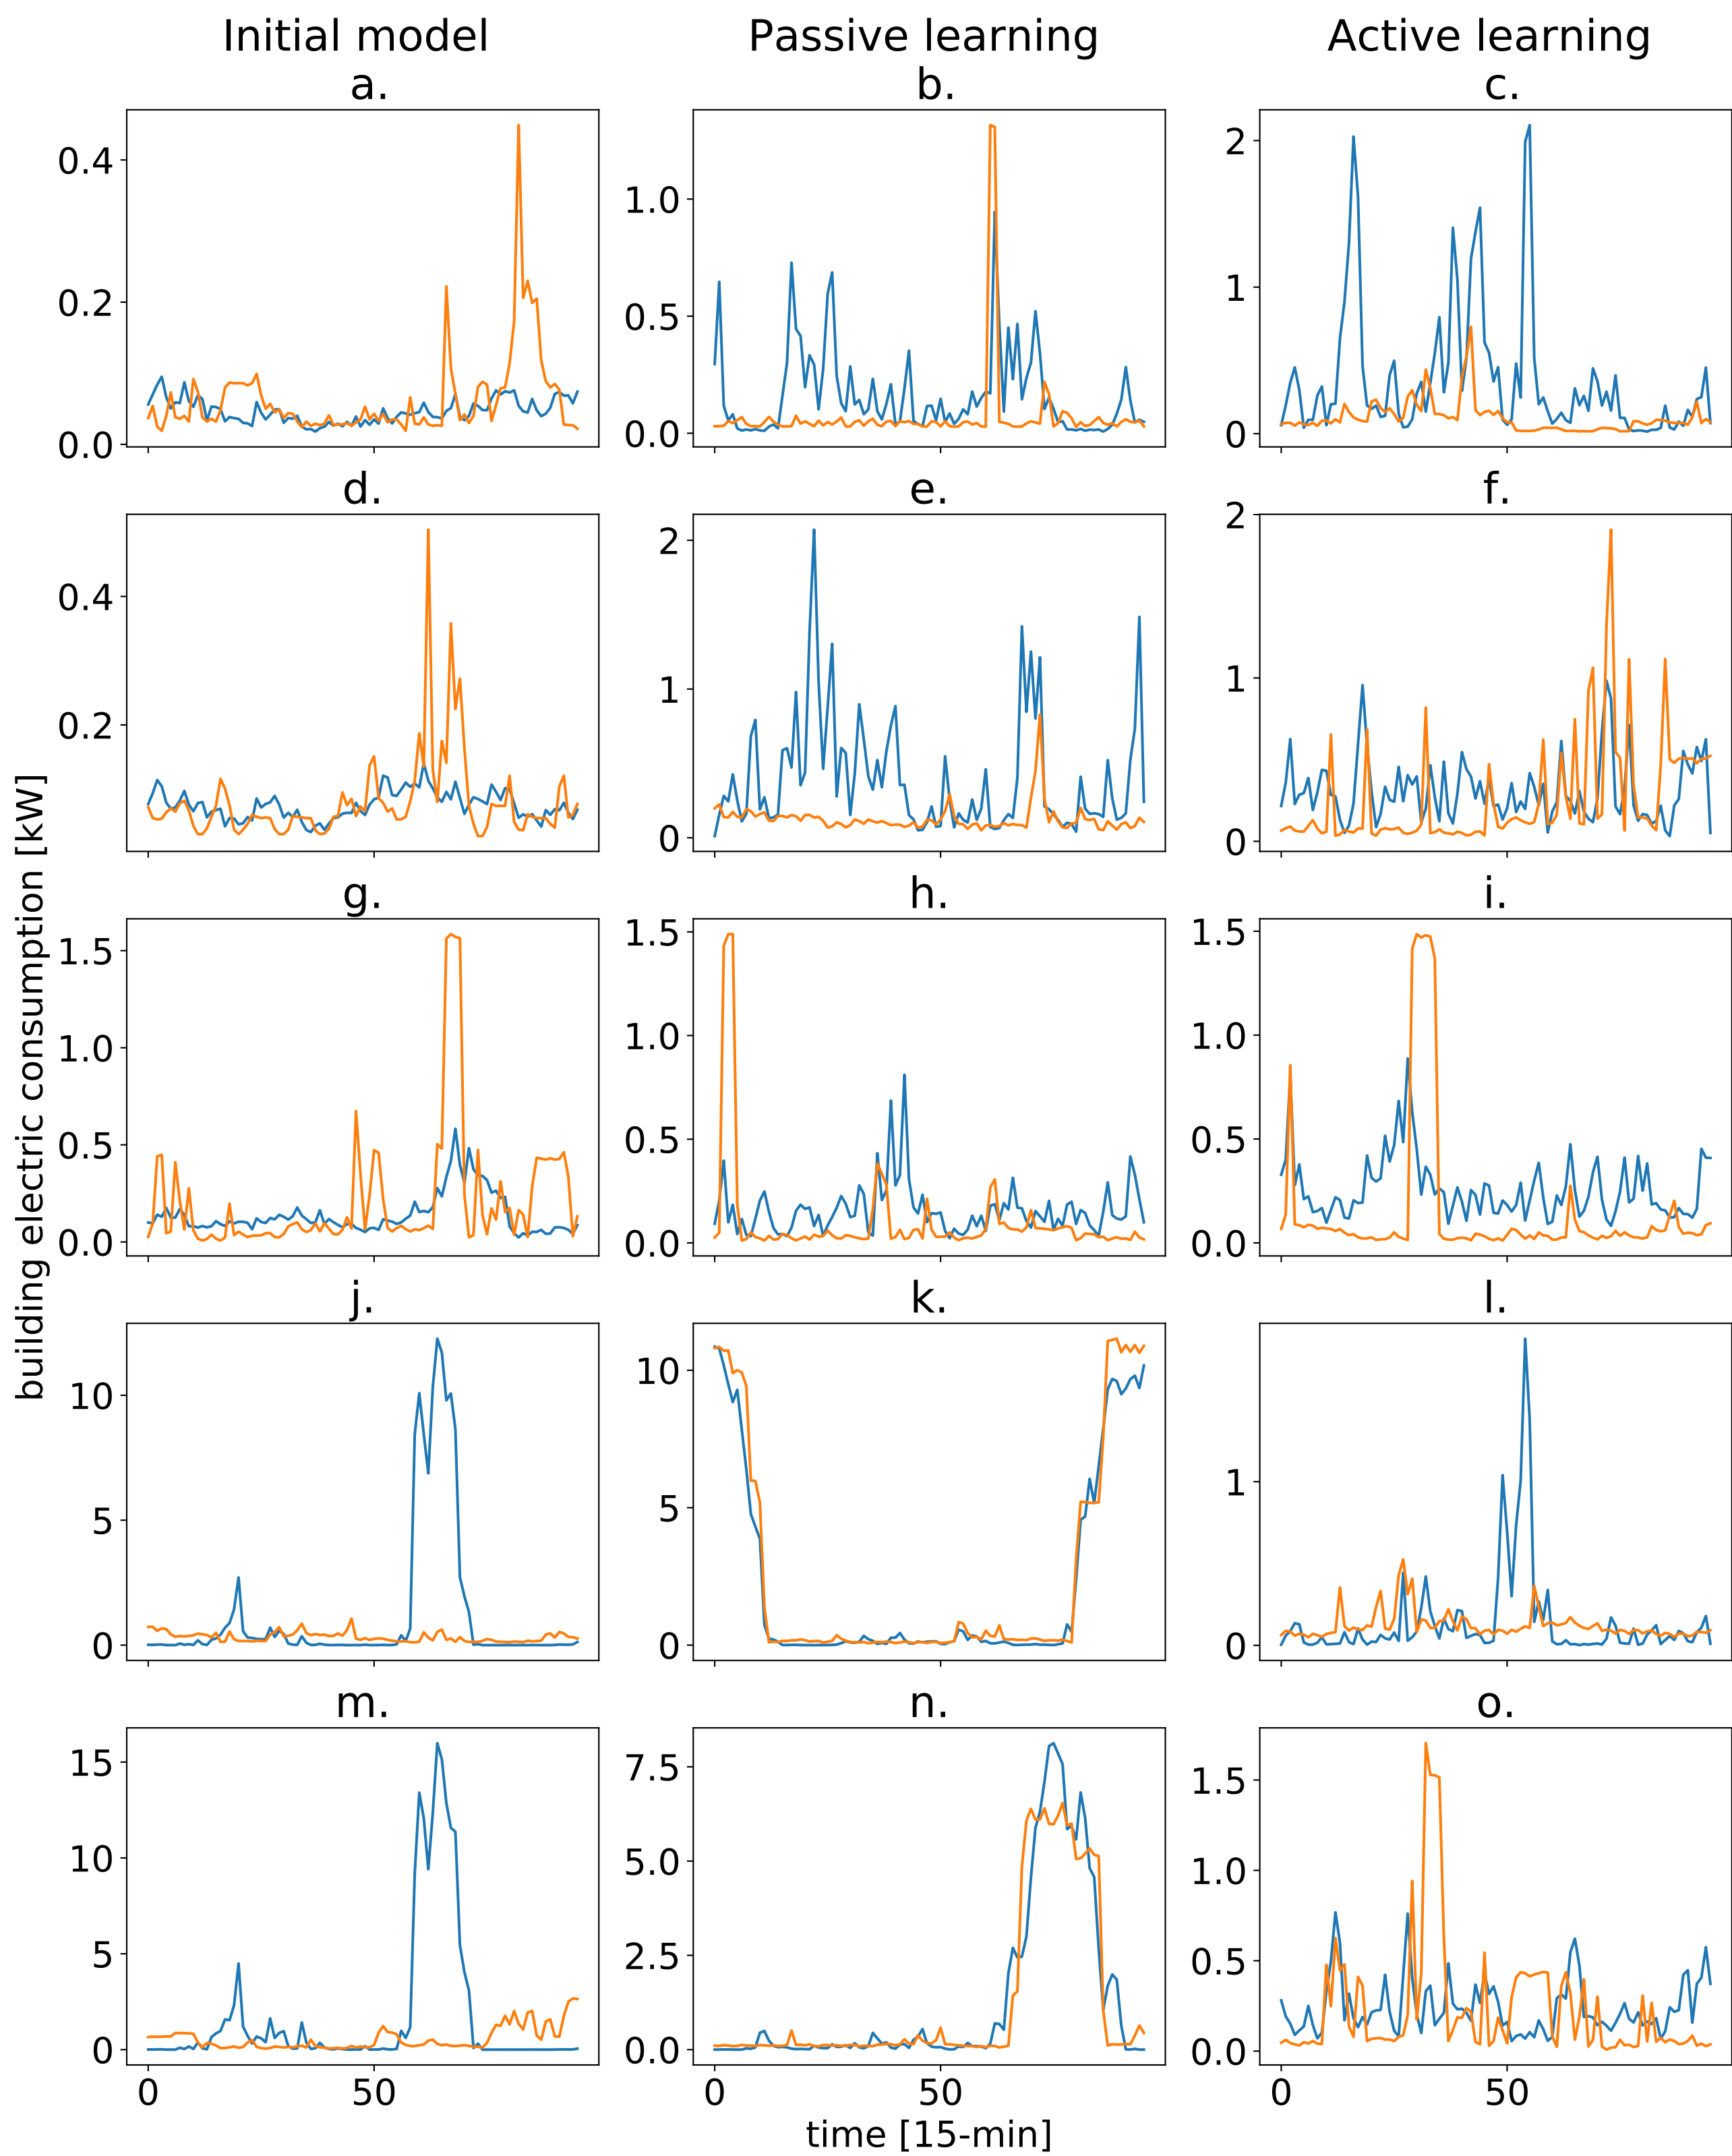 Initial model
Passive learning
Active learning
a.
b.
c.
0.4
0.2
0.0
1.0
0.5
0.0
2
1
0
d.
e.
f.
0.4
0.2
2
1
0
2
1
0
g.
h.
i.
1.5
1.0
0.5
0.0
1.5
1.0
0.5
0.0
1.5
1.0
0.5
0.0
j.
k.
l.
10
5
0
10
5
0
1
0
m.
n.
o.
15
10
5
0
7.5
5.0
2.5
0.0
1.5
1.0
0.5
0.0
0
50
0
50
0
50
time [15-min]
building electric consumption [kW]